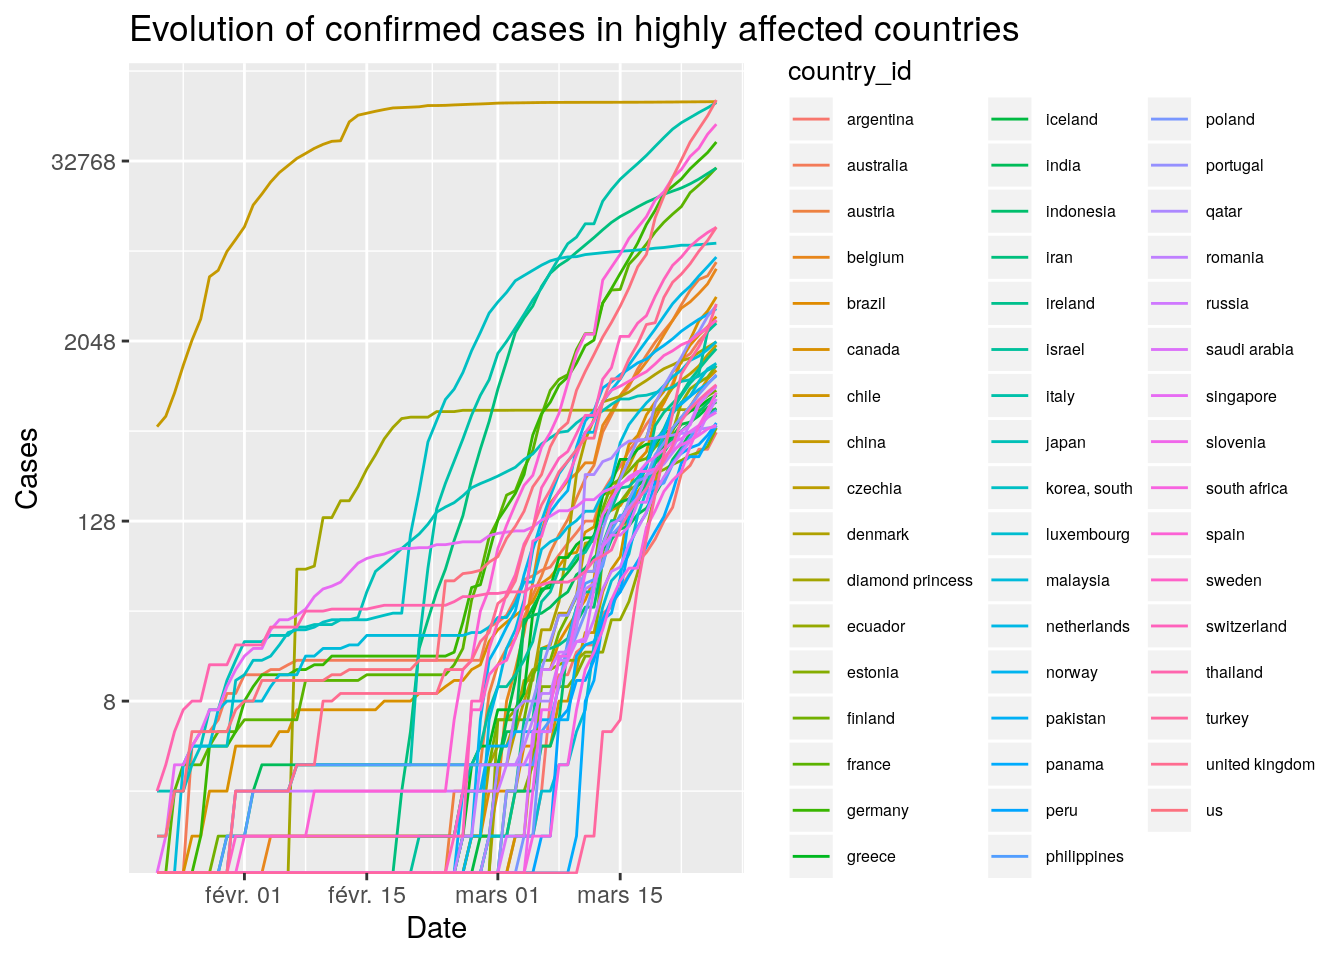 Evolution of confirmed cases in highly affected countries
Cases
32768
2048
128
8
févr. 01
févr. 15
mars 01
mars 15
Date
country_id
argentina
australia
austria
belgium
brazil
canada
chile
china
czechia
denmark
diamond princess
ecuador
estonia
finland
france
germany
greece
iceland
india
indonesia
iran
ireland
israel
italy
japan
korea, south
luxembourg
malaysia
netherlands
norway
pakistan
panama
peru
philippines
poland
portugal
qatar
romania
russia
saudi arabia
singapore
slovenia
south africa
spain
sweden
switzerland
thailand
turkey
united kingdom
us